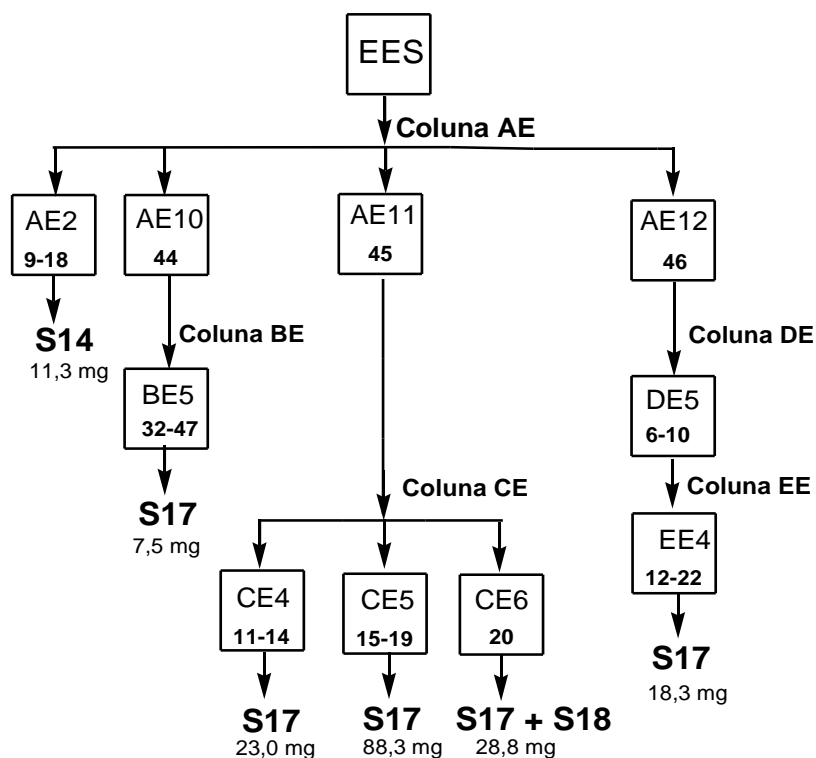 EES
Coluna AE
AE2
9-18
AE10
44
AE11
45
AE12
46
S14
11,3 mg
Coluna BE
Coluna DE
BE5
32-47
DE5
6-10
S17
7,5 mg
Coluna CE
Coluna EE
CE4
11-14
CE5
15-19
CE6
20
EE4
12-22
S17
23,0 mg
S17
88,3 mg
S17 + S18
28,8 mg
S17
18,3 mg